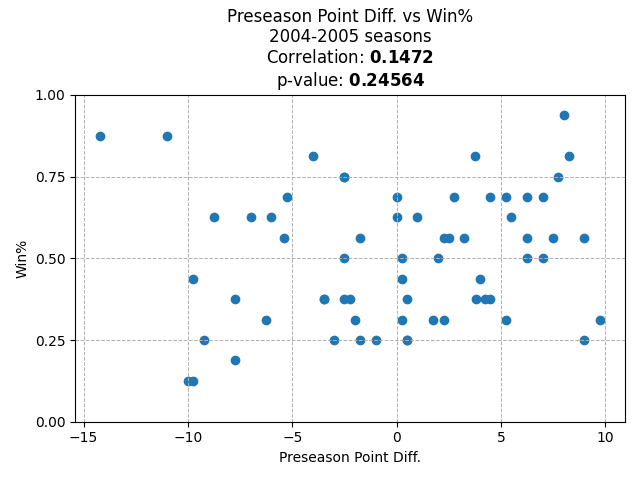 Preseason Point Diff. vs Win%
2004-2005 seasons
Correlation: 0.1472
p-value: 0.24564
1.00
0.75
0.50
0.25
0.00
Win%
−15
−10
−5
0
5
10
Preseason Point Diff.